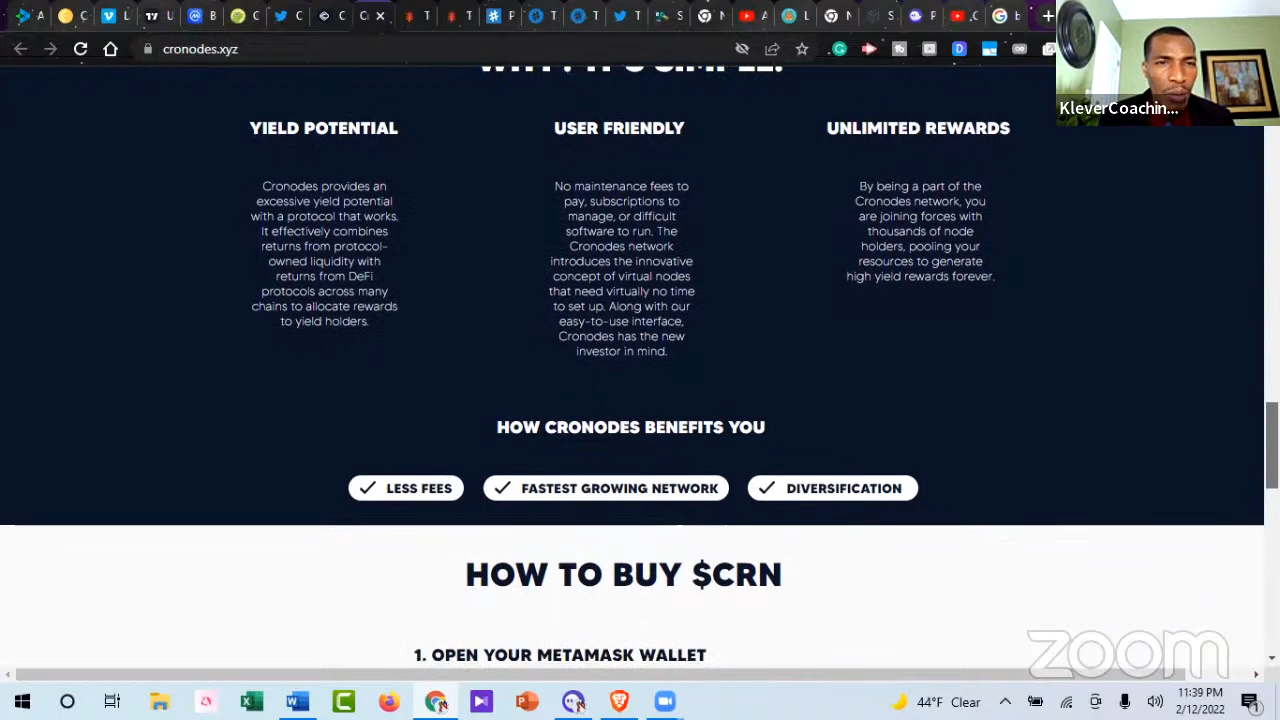 cronodes.xyz
KleverCoachin...
WHY? IT'S SIMPLE!
YIELD POTENTIAL
Cronodes provides an
excessive yield potential
with a protocol that works.
It effectively combines
returns from protocol-
owned liquidity with
returns from DeFi
protocols across many
chains to allocate rewards
to yield holders.
USER FRIENDLY
No maintenance fees to
pay, subscriptions to
manage, or difficult
software to run. The
Cronodes network
introduces the innovative
concept of virtual nodes
that need virtually no time
to set up. Along with our
easy-to-use interface,
Cronodes has the new
investor in mind.
UNLIMITED REWARDS
By being a part of the
Cronodes network, you
are joining forces with
thousands of node
holders, pooling your
resources to generate
high yield rewards forever.
HOW CRONODES BENEFITS YOU
LESS FEES
FASTEST GROWING NETWORK
DIVERSIFICATION
HOW TO BUY $CRN
1. OPEN YOUR METAMASK WALLET
zoom
44°F Clear
11:39 PM
2/12/2022